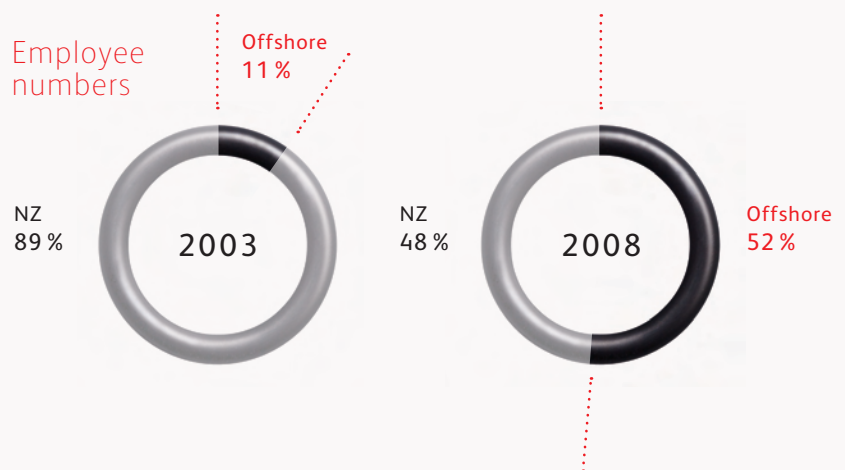 Employee
numbers
Offshore
11 %
NZ
89 %
2003
NZ
48 %
2008
Offshore
52 %